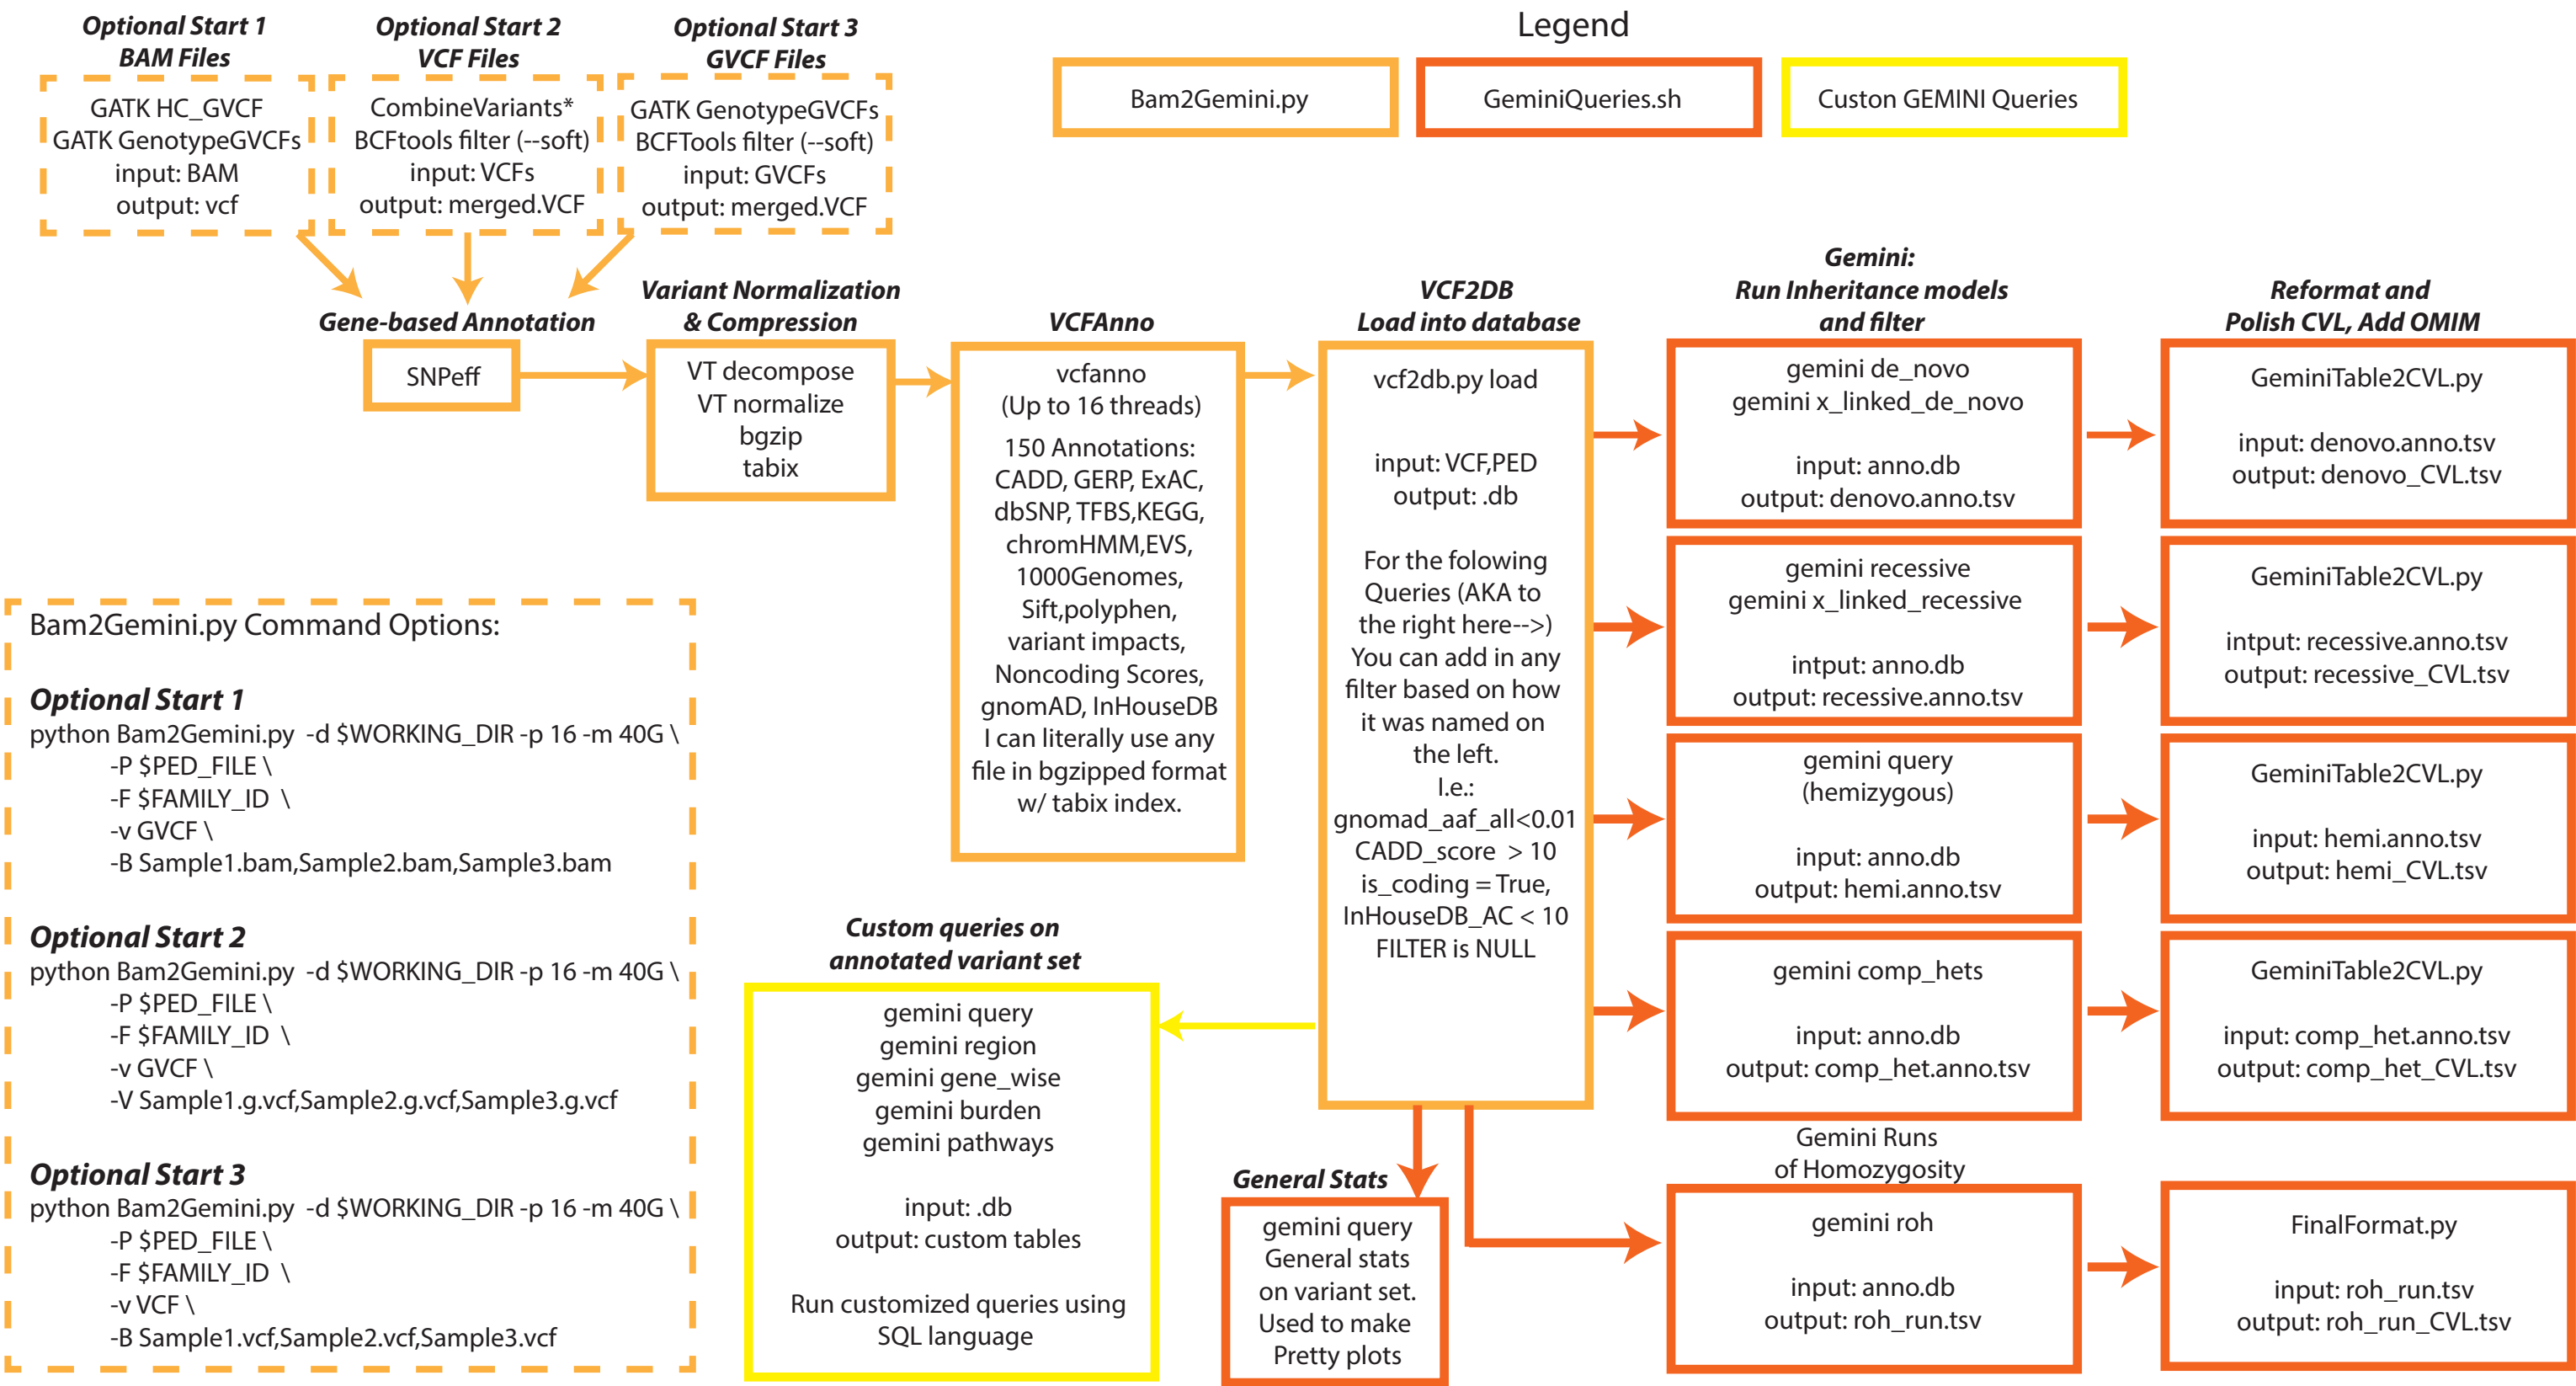 Optional Start 1
BAM Files
GATK HC_GVCF
GATK GenotypeGVCFs
input: BAM
output: vcf
Optional Start 2
VCF Files
CombineVariants*
BCFtools filter (--soft)
input: VCFs
output: merged.VCF
Optional Start 3
GVCF Files
GATK GenotypeGVCFs
BCFTools filter (--soft)
input: GVCFs
output: merged.VCF
Legend
Bam2Gemini.py
GeminiQueries.sh
Custon GEMINI Queries
Gene-based Annotation
SNPeff
Variant Normalization
& Compression
VT decompose
VT normalize
bgzip
tabix
VCFAnno
vcfanno
(Up to 16 threads)
150 Annotations:
CADD, GERP, ExAC,
dbSNP, TFBS,KEGG,
chromHMM,EVS,
1000Genomes,
Sift,polyphen,
variant impacts,
Noncoding Scores,
gnomAD, InHouseDB
I can literally use any
file in bgzipped format
w/ tabix index.
VCF2DB
Load into database
vcf2db.py load
input: VCF,PED
output: .db
For the folowing
Queries (AKA to
the right here-->)
You can add in any
filter based on how
it was named on
the left.
I.e.:
gnomad_aaf_all<0.01
CADD_score > 10
is_coding = True,
InHouseDB_AC < 10
FILTER is NULL
Gemini:
Run Inheritance models
and filter
gemini de_novo
gemini x_linked_de_novo
input: anno.db
output: denovo.anno.tsv
gemini recessive
gemini x_linked_recessive
intput: anno.db
output: recessive.anno.tsv
gemini query
(hemizygous)
input: anno.db
output: hemi.anno.tsv
gemini comp_hets
input: anno.db
output: comp_het.anno.tsv
Gemini Runs
of Homozygosity
gemini roh
input: anno.db
output: roh_run.tsv
Reformat and
Polish CVL, Add OMIM
GeminiTable2CVL.py
input: denovo.anno.tsv
output: denovo_CVL.tsv
GeminiTable2CVL.py
intput: recessive.anno.tsv
output: recessive_CVL.tsv
GeminiTable2CVL.py
input: hemi.anno.tsv
output: hemi_CVL.tsv
GeminiTable2CVL.py
input: comp_het.anno.tsv
output: comp_het_CVL.tsv
FinalFormat.py
input: roh_run.tsv
output: roh_run_CVL.tsv
Bam2Gemini.py Command Options:
Optional Start 1
python Bam2Gemini.py -d $WORKING_DIR -p 16 -m 40G \
-P $PED_FILE \
-F $FAMILY_ID \
-v GVCF \
-B Sample1.bam,Sample2.bam,Sample3.bam
Optional Start 2
python Bam2Gemini.py -d $WORKING_DIR -p 16 -m 40G \
-P $PED_FILE \
-F $FAMILY_ID \
-v GVCF \
-V Sample1.g.vcf,Sample2.g.vcf,Sample3.g.vcf
Optional Start 3
python Bam2Gemini.py -d $WORKING_DIR -p 16 -m 40G \
-P $PED_FILE \
-F $FAMILY_ID \
-v VCF \
-B Sample1.vcf,Sample2.vcf,Sample3.vcf
Custom queries on
annotated variant set
gemini query
gemini region
gemini gene_wise
gemini burden
gemini pathways
input: .db
output: custom tables
Run customized queries using
SQL language
General Stats
gemini query
General stats
on variant set.
Used to make
Pretty plots